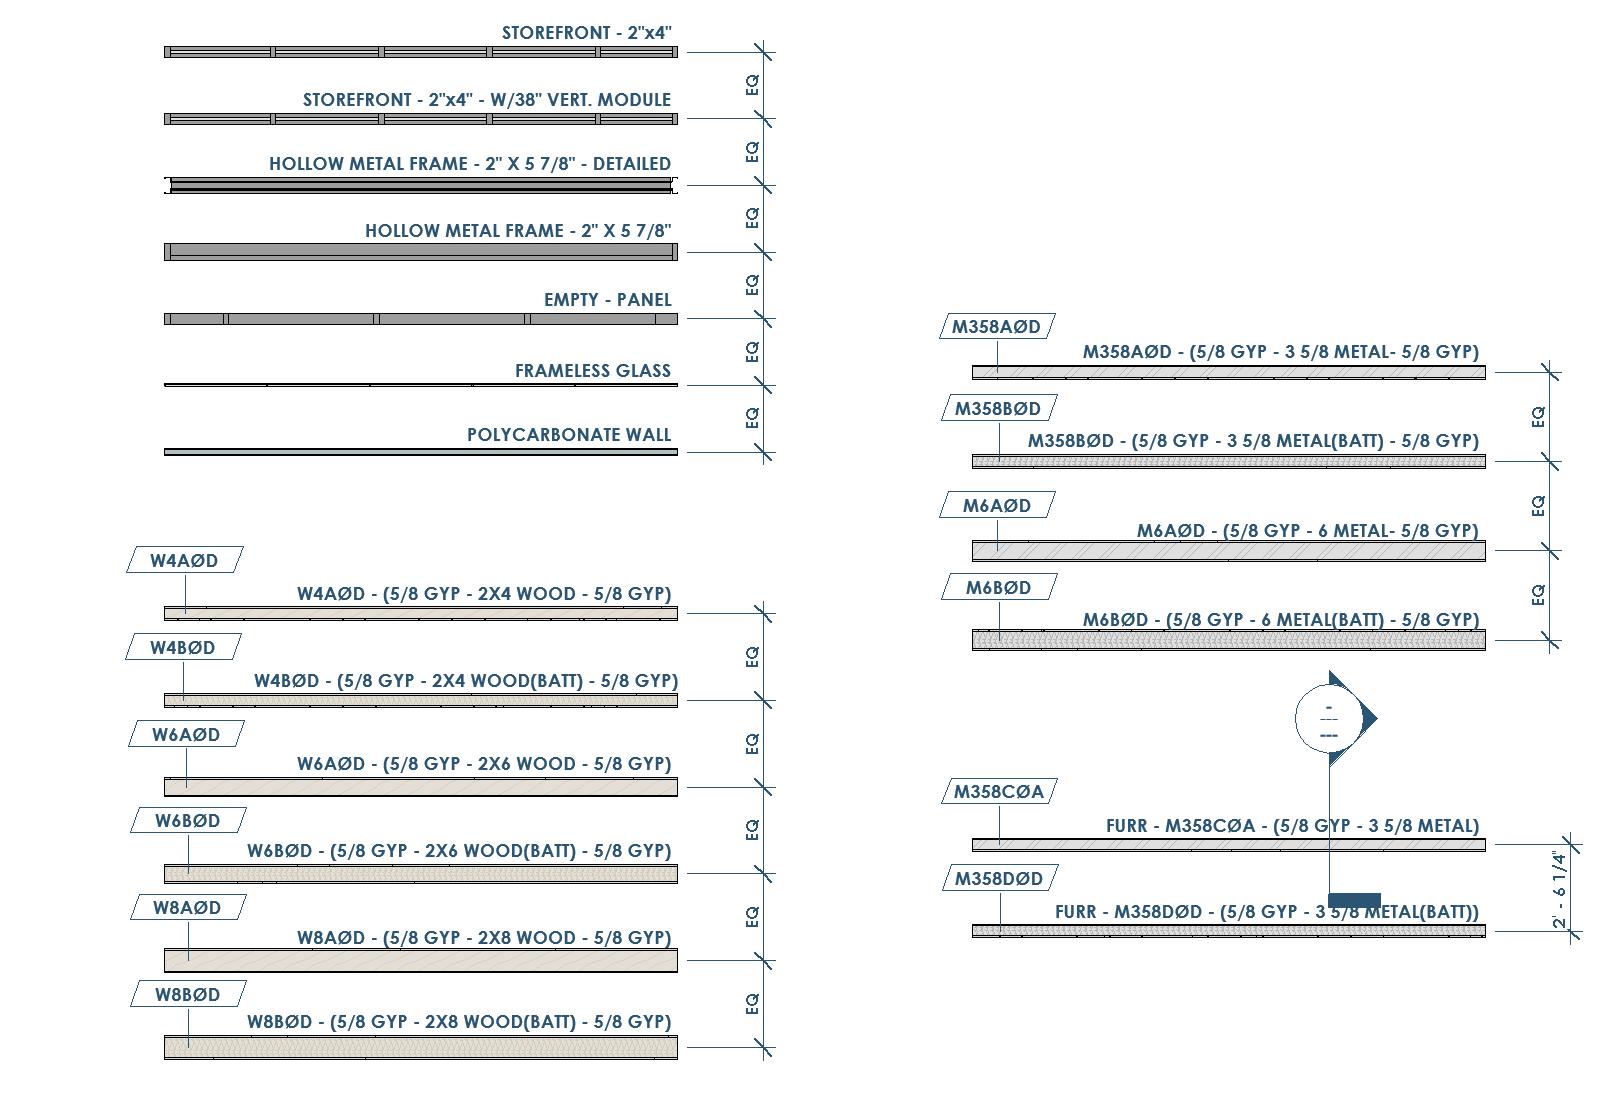 STOREFRONT - 2"x4"
EQ
STOREFRONT - 2"x4" - W/38" VERT. MODULE
EQ
HOLLOW METAL FRAME - 2" X 5 7/8" - DETAILED
EQ
HOLLOW METAL FRAME - 2" X 5 7/8"
EQ
EMPTY - PANEL
EQ
FRAMELESS GLASS
EQ
POLYCARBONATE WALL
W4AØD
W4AØD - (5/8 GYP - 2X4 WOOD - 5/8 GYP)
EQ
W4BØD
W4BØD - (5/8 GYP - 2X4 WOOD(BATT) - 5/8 GYP)
EQ
W6AØD
W6AØD - (5/8 GYP - 2X6 WOOD - 5/8 GYP)
EQ
W6BØD
W6BØD - (5/8 GYP - 2X6 WOOD(BATT) - 5/8 GYP)
EQ
W8AØD
W8AØD - (5/8 GYP - 2X8 WOOD - 5/8 GYP)
EQ
W8BØD
W8BØD - (5/8 GYP - 2X8 WOOD(BATT) - 5/8 GYP)
M358AØD
M358AØD - (5/8 GYP - 3 5/8 METAL- 5/8 GYP)
EQ
M358BØD
M358BØD - (5/8 GYP - 3 5/8 METAL(BATT) - 5/8 GYP)
EQ
M6AØD
M6AØD - (5/8 GYP - 6 METAL- 5/8 GYP)
EQ
M6BØD
M6BØD - (5/8 GYP - 6 METAL(BATT) - 5/8 GYP)
-
---
---
M358CØA
FURR - M358CØA - (5/8 GYP - 3 5/8 METAL)
2' - 6 1/4"
M358DØD
FURR - M358DØD - (5/8 GYP - 3 5/8 METAL(BATT))